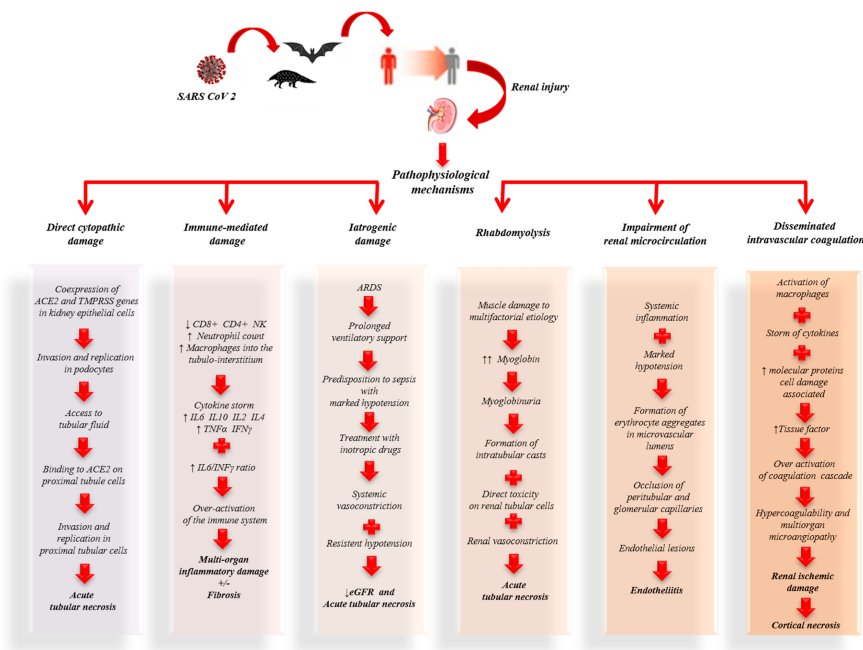 SARS CoV 2
Renal injury
Pathophysiological
mechanisms
Direct cytopathic
damage
Coexpression of
ACE2 and TMPRSS genes
in kidney epithelial cells
Invasion and replication
in podocytes
Access to
tubular fluid
Binding to ACE2 on
proximal tubule cells
Invasion and
replication in
proximal tubular cells
Acute
tubular necrosis
Immune-mediated
damage
↓ CD8+ CD4+ NK
↑ Neutrophil count
↑ Macrophages into the
tubulo-interstitium
Cytokine storm
↑ IL6 IL10 IL2 IL4
↑ TNFα IFNγ
↑ IL6/INFγ ratio
Over-activation
of the immune system
Multi-organ
inflammatory damage
+/-
Fibrosis
Iatrogenic
damage
ARDS
Prolonged
ventilatory support
Predisposition to sepsis
with
marked hypotension
Treatment with
inotropic drugs
Systemic
vasoconstriction
Resistent hypotension
↓eGFR and
Acute tubular necrosis
Rhabdomyolysis
Muscle damage to
multifactorial etiology
↑↑ Myoglobin
Myoglobinuria
Formation of
intratubular casts
Direct toxicity
on renal tubular cells
Renal vasoconstriction
Acute
tubular necrosis
Impairment of
renal microcirculation
Systemic
inflammation
Marked
hypotension
Formation of
erythrocyte aggregates
in microvascular
lumens
Occlusion of
peritubular and
glomerular capillaries
Endothelial lesions
Endotheliitis
Disseminated
intravascular coagulation
Activation of
macrophages
Storm of cytokines
↑ molecular proteins
cell damage
associated
↑Tissue factor
Over activation
of coagulation cascade
Hypercoagulability and
multiorgan
microangiopathy
Renal ischemic
damage
Cortical necrosis